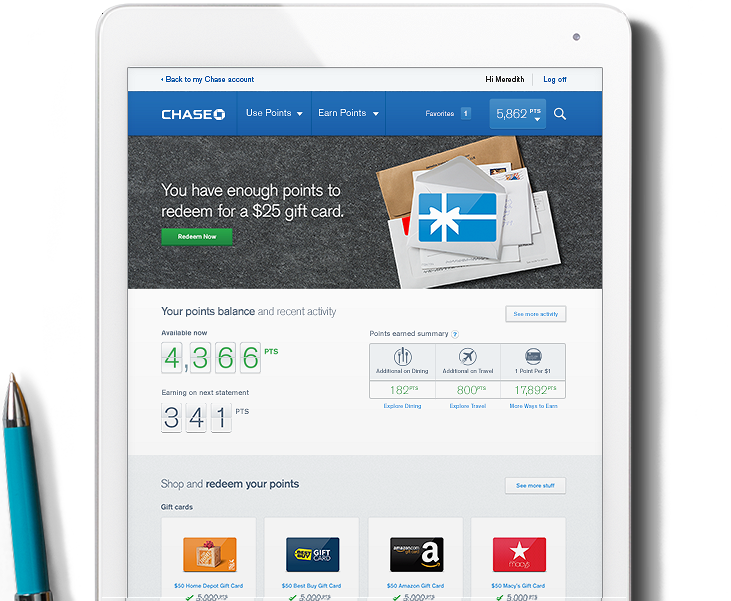 ‹ Back to my Chase account
Hi Meredith
Log off
CHASE
Use Points
Earn Points
Favorites
1
5,862 PTS
You have enough points to
redeem for a $25 gift card.
Redeem Now
Your points balance and recent activity
See more activity
Available now
4,366 PTS
Earning on next statement
341 PTS
Points earned summary ?
Additional on Dining
Additional on Travel
1 Point Per $1
182 PTS
800 PTS
17,892 PTS
Explore Dining
Explore Travel
More Ways to Earn
Shop and redeem your points
See more stuff
Gift cards
BEST BUY
GIFT
CARD
amazon.com
a
macy's
$50 Home Depot Gift Card
$50 Best Buy Gift Card
$50 Amazon Gift Card
$50 Macy's Gift Card
5,000 PTS
5,000 PTS
5,000 PTS
5,000 PTS